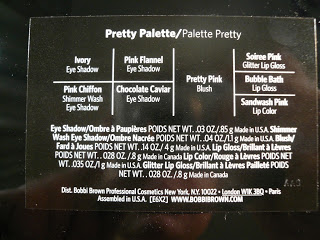 Pretty Palette/Palette Pretty
Ivory
Eye Shadow
Pink Flannel
Eye Shadow
Pink Chiffon
Shimmer Wash
Eye Shadow
Chocolate Caviar
Eye Shadow
Pretty Pink
Blush
Soiree Pink
Glitter Lip Gloss
Bubble Bath
Lip Gloss
Sandwash Pink
Lip Color
Eye Shadow/Ombre à Paupières POIDS NET WT. .03 OZ./.85 g Made in U.S.A. Shimmer
Wash Eye Shadow/Ombre Nacrée POIDS NET WT. .04 OZ./1.1 g Made in U.S.A. Blush/
Fard à Joues POIDS NET WT. .14 OZ./ 4 g Made in U.S.A. Lip Gloss/Brillant à Lèvres
POIDS NET WT. .028 OZ. /.8 g Made in Canada Lip Color/Rouge à Lèvres POIDS NET
WT. .035 OZ./1 g Made in U.S.A. Glitter Lip Gloss/Brillant à Lèvres Pailleté POIDS
NET WT. .028 OZ. /.8 g Made in Canada
Dist. Bobbi Brown Professional Cosmetics New York, N.Y. 10022 • London W1K 3BQ • Paris
Assembled in U.S.A. [E6X2] WWW.BOBBIBROWN.COM